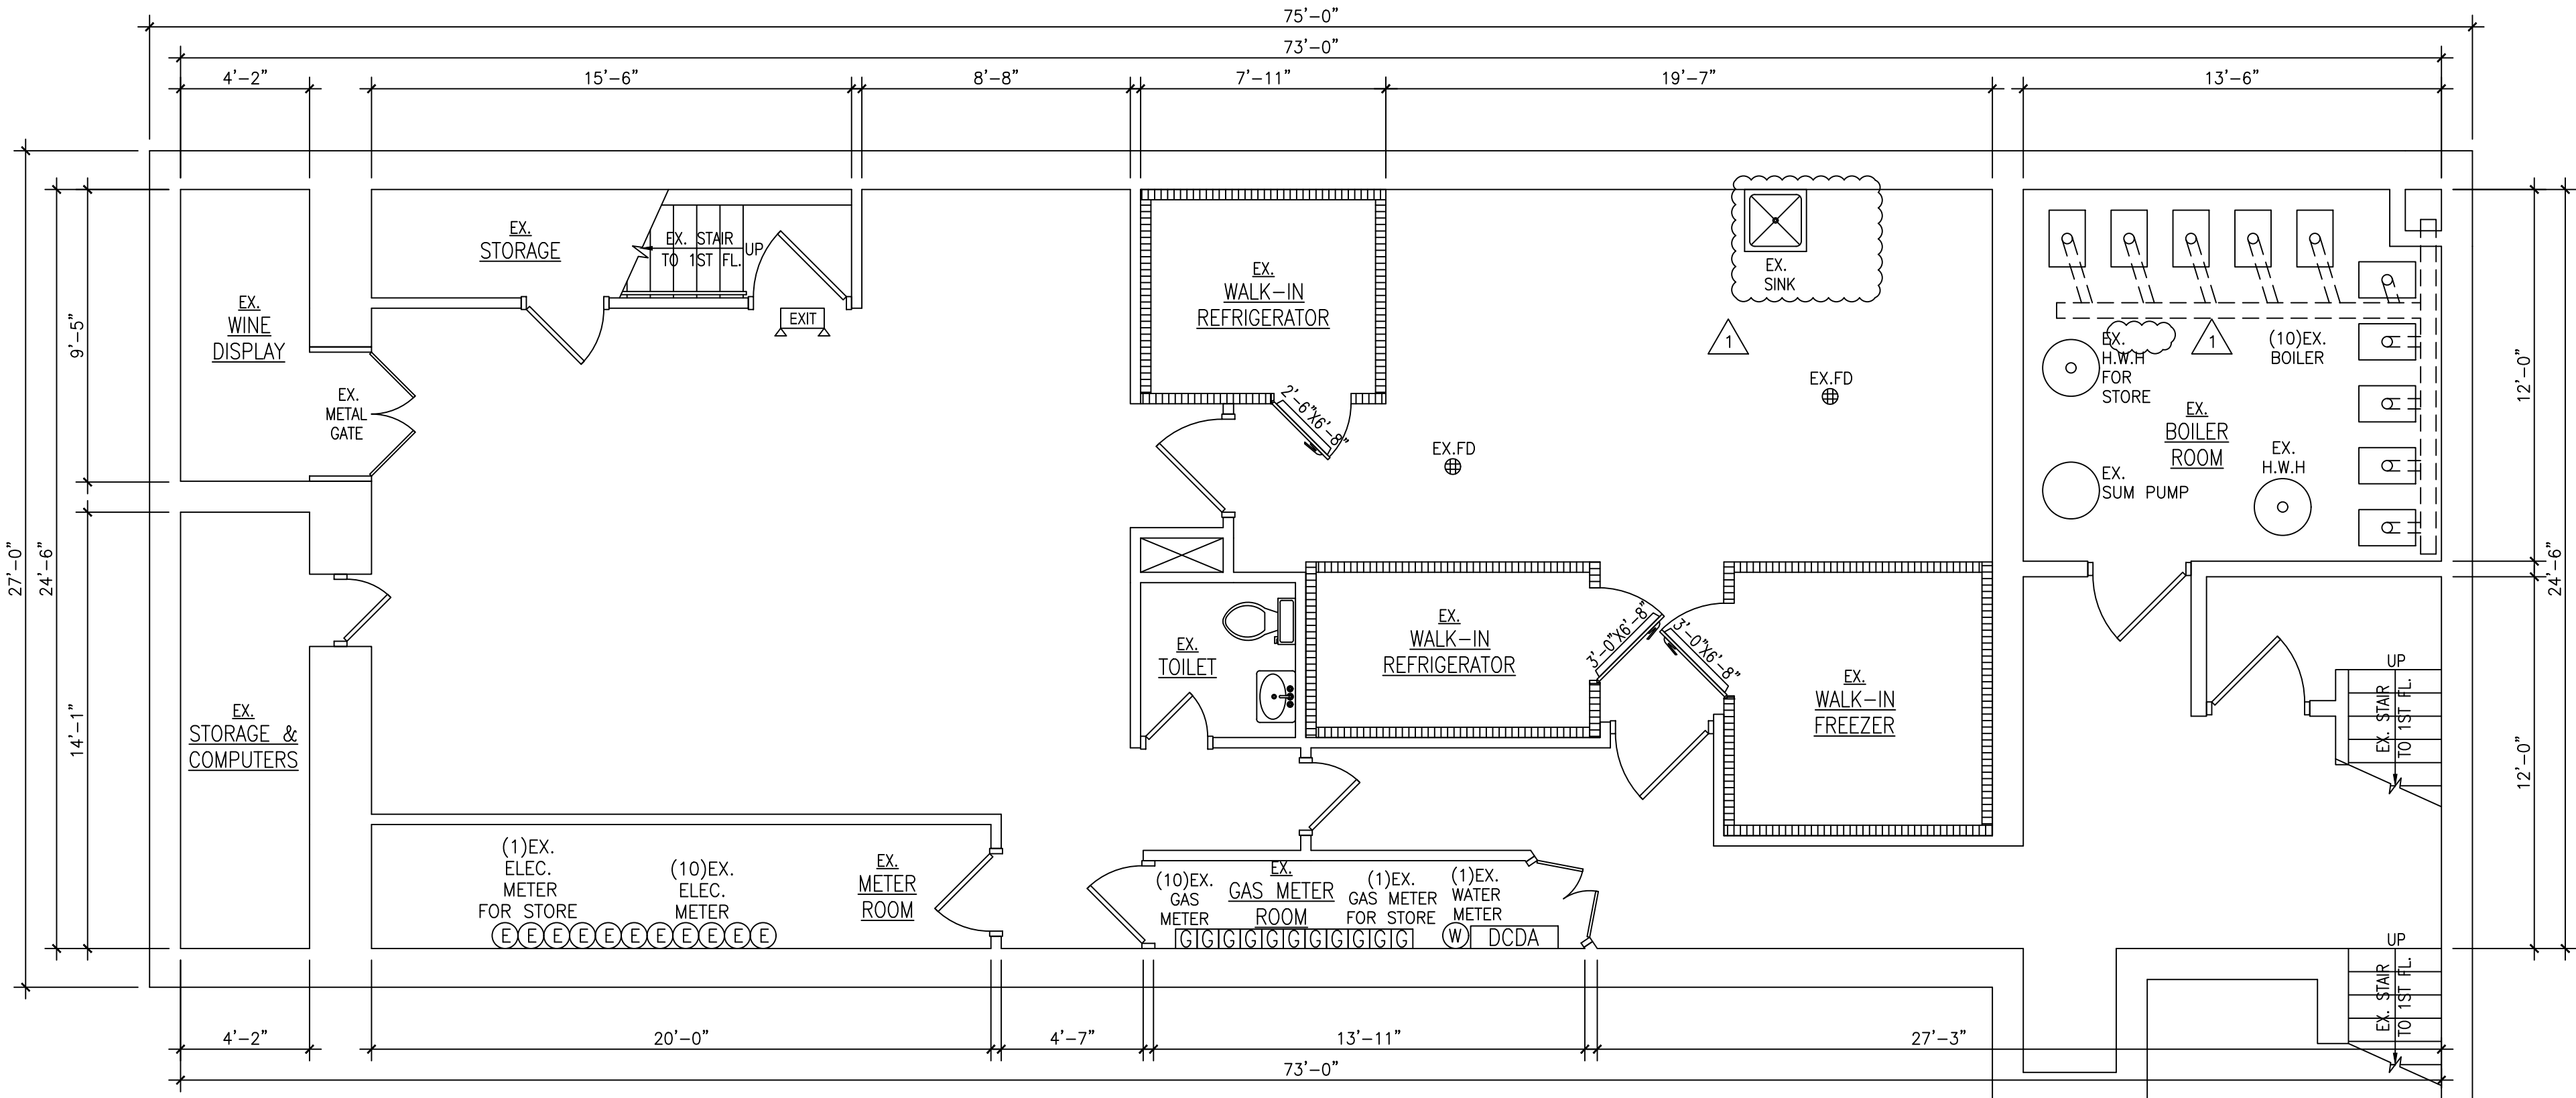 75'-0"
73'-0"
4'-2"
15'-6"
8'-8"
7'-11"
19'-7"
13'-6"
27'-0"
24'-6"
9'-5"
14'-1"
EX.
WINE
DISPLAY
EX.
METAL
GATE
EX.
STORAGE
EX. STAIR
TO 1ST FL.
UP
EXIT
EX.
WALK-IN
REFRIGERATOR
2'-6"X6'-8"
EX.
SINK
1
EX.FD
EX.FD
1
(10)EX.
BOILER
EX.
H.W.H
FOR
STORE
EX.
BOILER
ROOM
EX.
SUM PUMP
EX.
H.W.H
12'-0"
24'-6"
12'-0"
EX.
STORAGE &
COMPUTERS
EX.
TOILET
EX.
WALK-IN
REFRIGERATOR
3'-0"X6'-8"
3'-0"X6'-8"
EX.
WALK-IN
FREEZER
UP
EX. STAIR
TO 1ST FL.
(1)EX.
ELEC.
METER
FOR STORE
(10)EX.
ELEC.
METER
E E E E E E E E E E E
EX.
METER
ROOM
(10)EX.
GAS
METER
EX.
GAS METER
ROOM
(1)EX.
GAS METER
FOR STORE
(1)EX.
WATER
METER
G G G G G G G G G G G
W
DCDA
UP
EX. STAIR
TO 1ST FL.
4'-2"
20'-0"
4'-7"
13'-11"
27'-3"
73'-0"